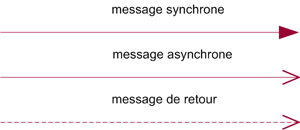 message synchrone
message asynchrone
message de retour